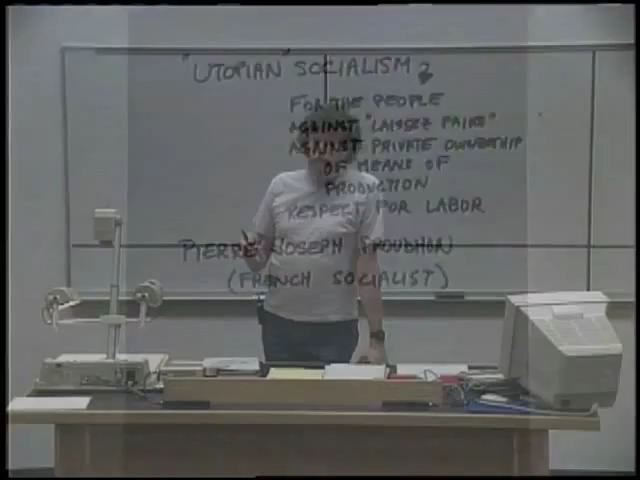 "UTOPIAN" SOCIALISM
FOR THE PEOPLE
AGAINST "LAISSEZ FAIRE"
AGAINST PRIVATE OWNERSHIP
OF MEANS OF
PRODUCTION
RESPECT FOR LABOR
PIERRE JOSEPH PROUDHON
(FRENCH SOCIALIST)